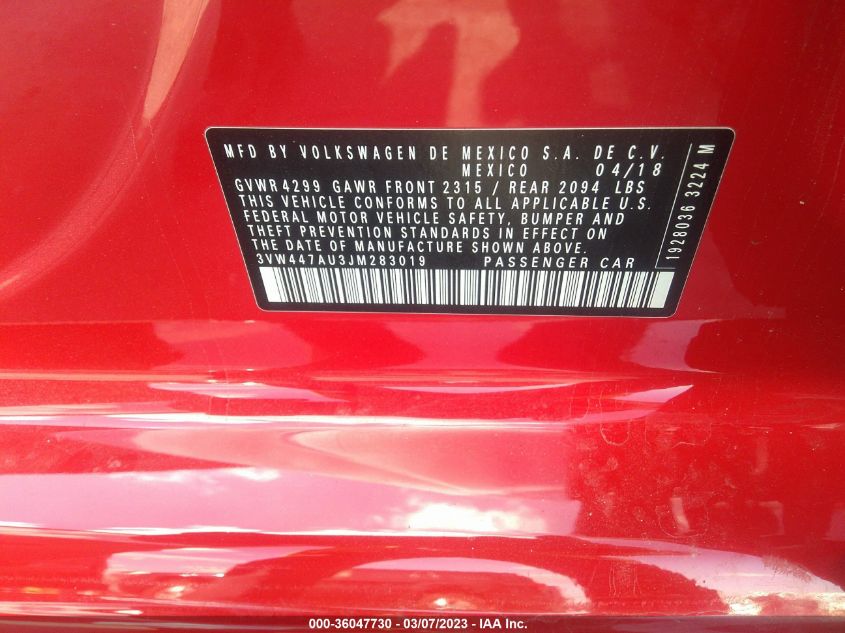 MFD BY VOLKSWAGEN DE MEXICO S.A. DE C.V.
MEXICO 04/18
GVWR 4299 GAWR FRONT 2315 / REAR 2094 LBS
THIS VEHICLE CONFORMS TO ALL APPLICABLE U.S.
FEDERAL MOTOR VEHICLE SAFETY, BUMPER AND
THEFT PREVENTION STANDARDS IN EFFECT ON
THE DATE OF MANUFACTURE SHOWN ABOVE.
3VW447AU3JM283019 PASSENGER CAR
1928036 3224 M
000-36047730 - 03/07/2023 - IAA Inc.